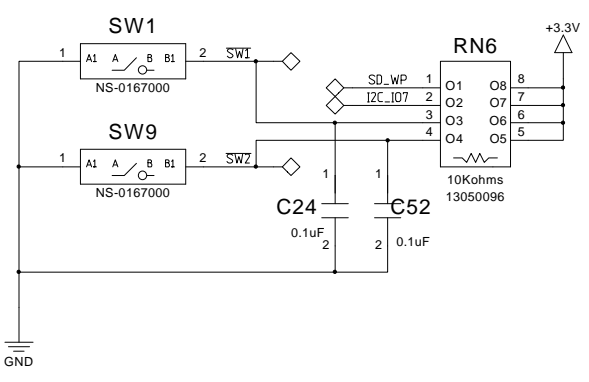 SW1
+3.3V
1 A1 A B B1 2 SW1
NS-0167000
RN6
SD_WP 1 O1 O8 8
I2C_IO7 2 O2 O7 7
3 O3 O6 6
4 O4 O5 5
SW9
1 A1 A B B1 2 SW2
NS-0167000
10Kohms
13050096
1 1
C24 C52
0.1uF 0.1uF
2 2
GND